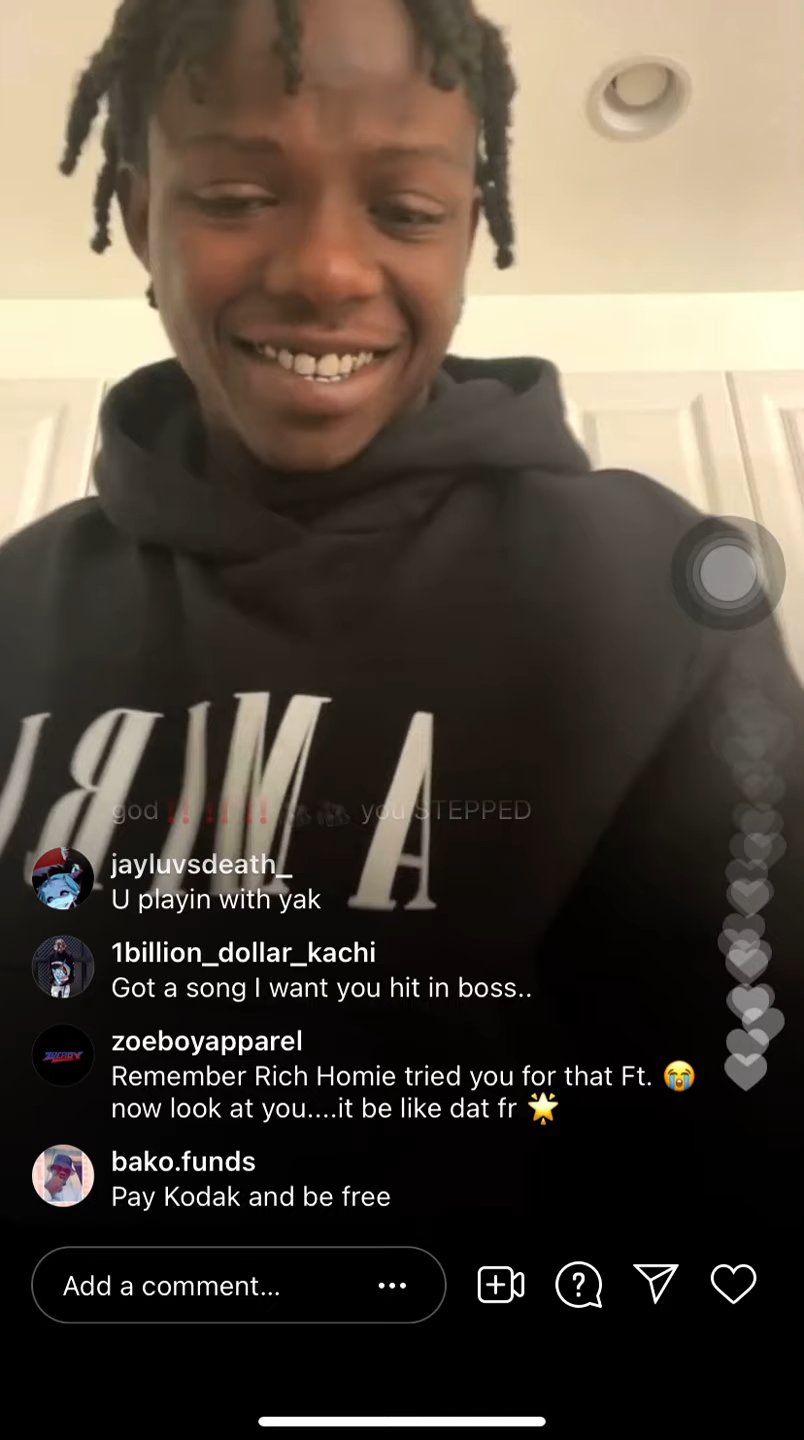 A MIRI
god ‼️ ‼️ ‼️ you STEPPED
jayluvsdeath_
U playin with yak
1billion_dollar_kachi
Got a song I want you hit in boss..
zoeboyapparel
Remember Rich Homie tried you for that Ft. 😭
now look at you....it be like dat fr 🌟
bako.funds
Pay Kodak and be free
Add a comment...